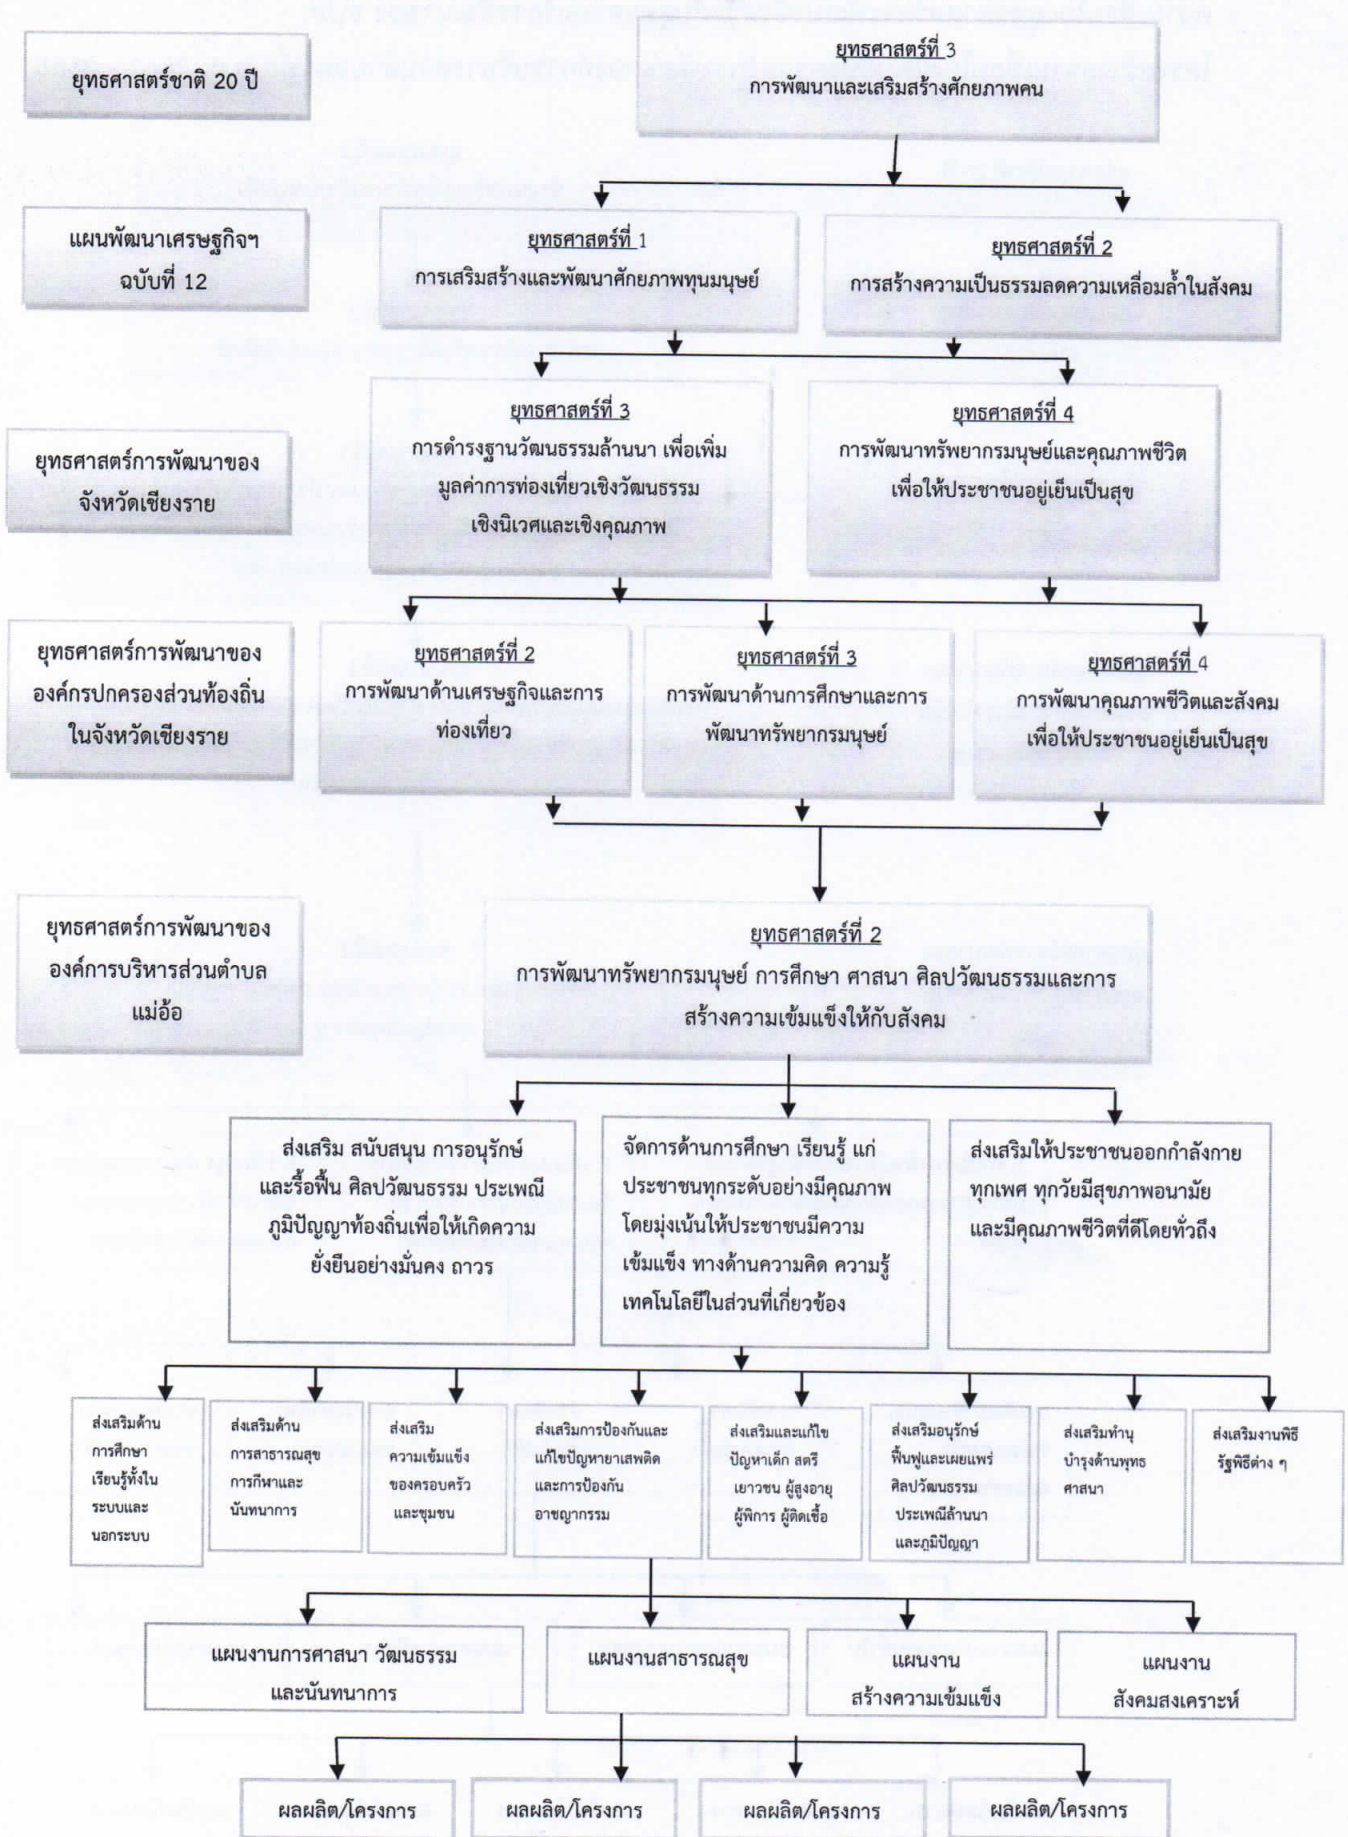 ยุทธศาสตร์ชาติ 20 ปี
ยุทธศาสตร์ที่ 3
การพัฒนาและเสริมสร้างศักยภาพคน
แผนพัฒนาเศรษฐกิจฯ
ฉบับที่ 12
ยุทธศาสตร์ที่ 1
การเสริมสร้างและพัฒนาศักยภาพทุนมนุษย์
ยุทธศาสตร์ที่ 2
การสร้างความเป็นธรรมลดความเหลื่อมล้ำในสังคม
ยุทธศาสตร์การพัฒนาของ
จังหวัดเชียงราย
ยุทธศาสตร์ที่ 3
การดำรงฐานวัฒนธรรมล้านนา เพื่อเพิ่ม
มูลค่าการท่องเที่ยวเชิงวัฒนธรรม
เชิงนิเวศและเชิงคุณภาพ
ยุทธศาสตร์ที่ 4
การพัฒนาทรัพยากรมนุษย์และคุณภาพชีวิต
เพื่อให้ประชาชนอยู่เย็นเป็นสุข
ยุทธศาสตร์การพัฒนาของ
องค์กรปกครองส่วนท้องถิ่น
ในจังหวัดเชียงราย
ยุทธศาสตร์ที่ 2
การพัฒนาด้านเศรษฐกิจและการ
ท่องเที่ยว
ยุทธศาสตร์ที่ 3
การพัฒนาด้านการศึกษาและการ
พัฒนาทรัพยากรมนุษย์
ยุทธศาสตร์ที่ 4
การพัฒนาคุณภาพชีวิตและสังคม
เพื่อให้ประชาชนอยู่เย็นเป็นสุข
ยุทธศาสตร์การพัฒนาของ
องค์การบริหารส่วนตำบล
แม่อ้อ
ยุทธศาสตร์ที่ 2
การพัฒนาทรัพยากรมนุษย์ การศึกษา ศาสนา ศิลปวัฒนธรรมและการ
สร้างความเข้มแข็งให้กับสังคม
ส่งเสริม สนับสนุน การอนุรักษ์
และรื้อฟื้น ศิลปวัฒนธรรม ประเพณี
ภูมิปัญญาท้องถิ่นเพื่อให้เกิดความ
ยั่งยืนอย่างมั่นคง ถาวร
จัดการด้านการศึกษา เรียนรู้ แก่
ประชาชนทุกระดับอย่างมีคุณภาพ
โดยมุ่งเน้นให้ประชาชนมีความ
เข้มแข็ง ทางด้านความคิด ความรู้
เทคโนโลยีในส่วนที่เกี่ยวข้อง
ส่งเสริมให้ประชาชนออกกำลังกาย
ทุกเพศ ทุกวัยมีสุขภาพอนามัย
และมีคุณภาพชีวิตที่ดีโดยทั่วถึง
ส่งเสริมด้าน
การศึกษา
เรียนรู้ทั้งใน
ระบบและ
นอกระบบ
ส่งเสริมด้าน
การสาธารณสุข
การกีฬาและ
นันทนาการ
ส่งเสริม
ความเข้มแข็ง
ของครอบครัว
และชุมชน
ส่งเสริมการป้องกันและ
แก้ไขปัญหายาเสพติด
และการป้องกัน
อาชญากรรม
ส่งเสริมและแก้ไข
ปัญหาเด็ก สตรี
เยาวชน ผู้สูงอายุ
ผู้พิการ ผู้ติดเชื้อ
ส่งเสริมอนุรักษ์
ฟื้นฟูและเผยแพร่
ศิลปวัฒนธรรม
ประเพณีล้านนา
และภูมิปัญญา
ส่งเสริมทำนุ
บำรุงด้านพุทธ
ศาสนา
ส่งเสริมงานพิธี
รัฐพิธีต่าง ๆ
แผนงานการศาสนา วัฒนธรรม
และนันทนาการ
แผนงานสาธารณสุข
แผนงาน
สร้างความเข้มแข็ง
แผนงาน
สังคมสงเคราะห์
ผลผลิต/โครงการ
ผลผลิต/โครงการ
ผลผลิต/โครงการ
ผลผลิต/โครงการ